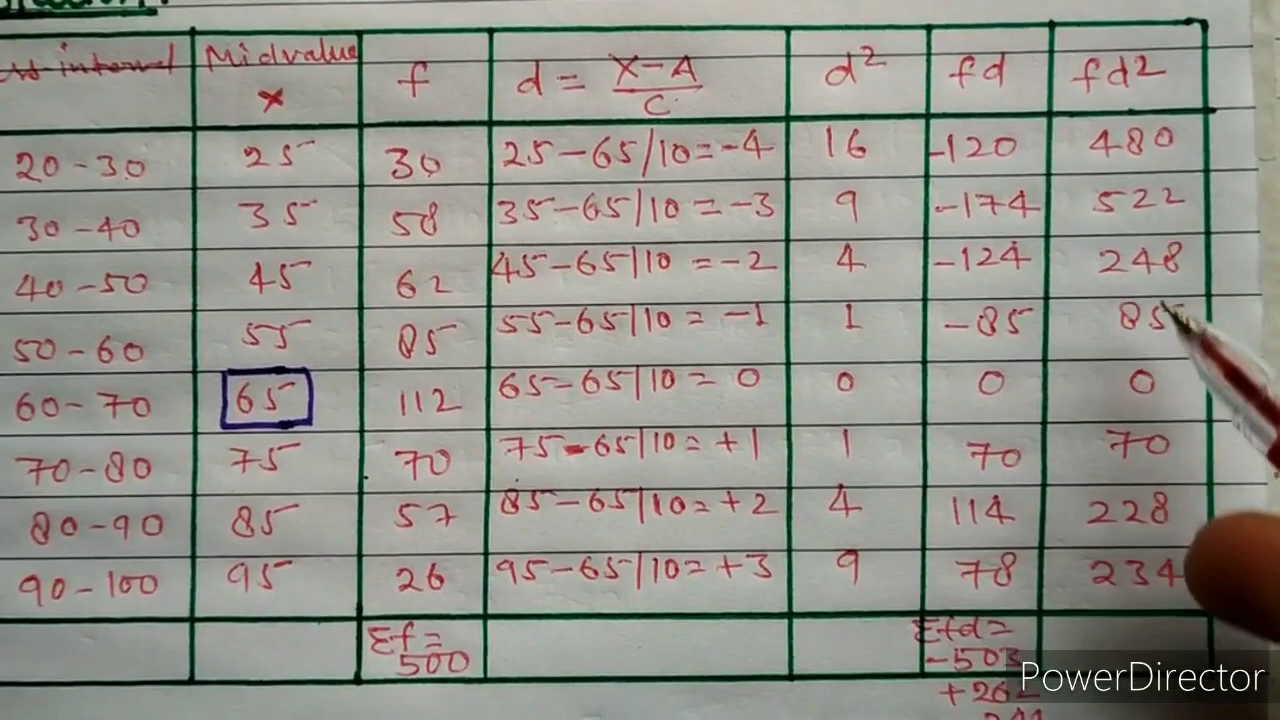 Midvalue
x f d = X-A/C d² fd fd2
20-30 25 30 25-65/10=-4 16 -120 480
30-40 35 58 35-65/10=-3 9 -174 522
40-50 45 62 45-65/10=-2 4 -124 248
50-60 55 85 55-65/10=-1 1 -85 85
60-70 65 112 65-65/10=0 0 0 0
70-80 75 70 75-65/10=+1 1 70 70
80-90 85 57 85-65/10=+2 4 114 228
90-100 95 26 95-65/10=+3 9 78 234
Σf= Σfd=
500 -503
PowerDirector